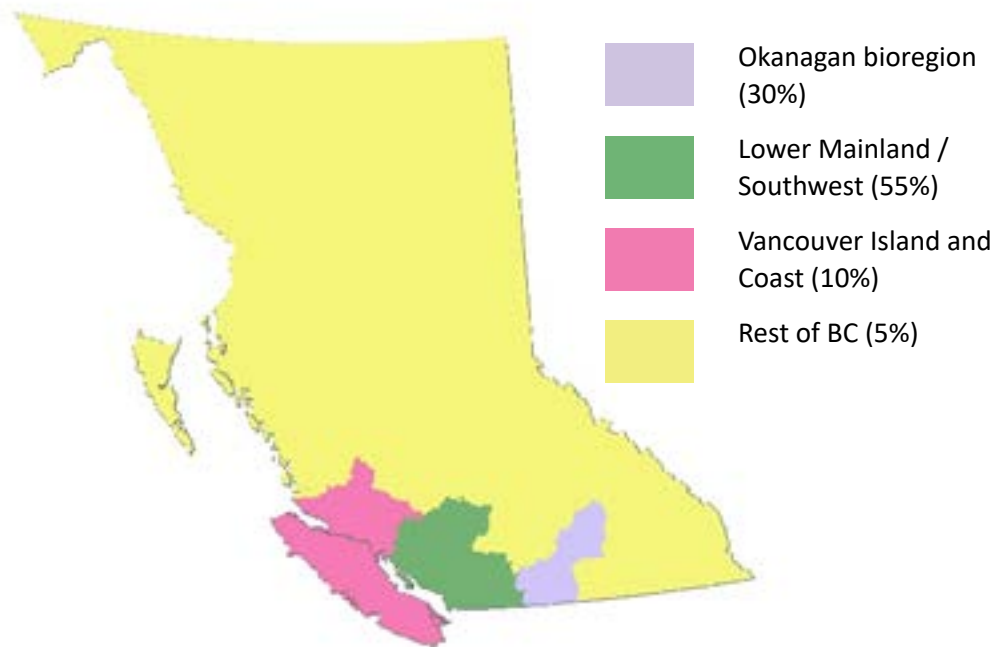 Okanagan bioregion
(30%)
Lower Mainland /
Southwest (55%)
Vancouver Island and
Coast (10%)
Rest of BC (5%)